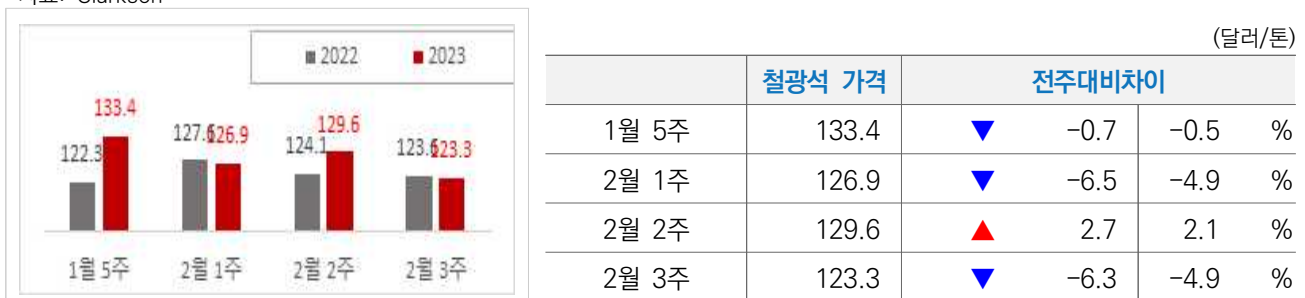 ■ 2022 ■ 2023
133.4
122.3
127.6 126.9
124.1 129.6
123.6 123.3
1월 5주 2월 1주 2월 2주 2월 3주
(달러/톤)
철광석 가격 전주대비차이
1월 5주 133.4 ▼ -0.7 -0.5 %
2월 1주 126.9 ▼ -6.5 -4.9 %
2월 2주 129.6 ▲ 2.7 2.1 %
2월 3주 123.3 ▼ -6.3 -4.9 %